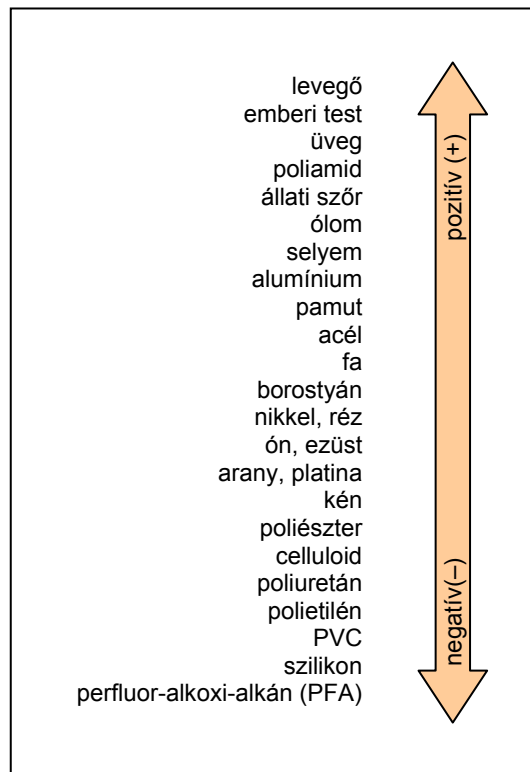 levegő
emberi test
üveg
poliamid
állati szőr
ólom
selyem
alumínium
pamut
acél
fa
borostyán
nikkel, réz
ón, ezüst
arany, platina
kén
poliészter
celluloid
poliuretán
polietilén
PVC
szilikon
perfluor-alkoxi-alkán (PFA)
pozitív (+)
negatív(–)